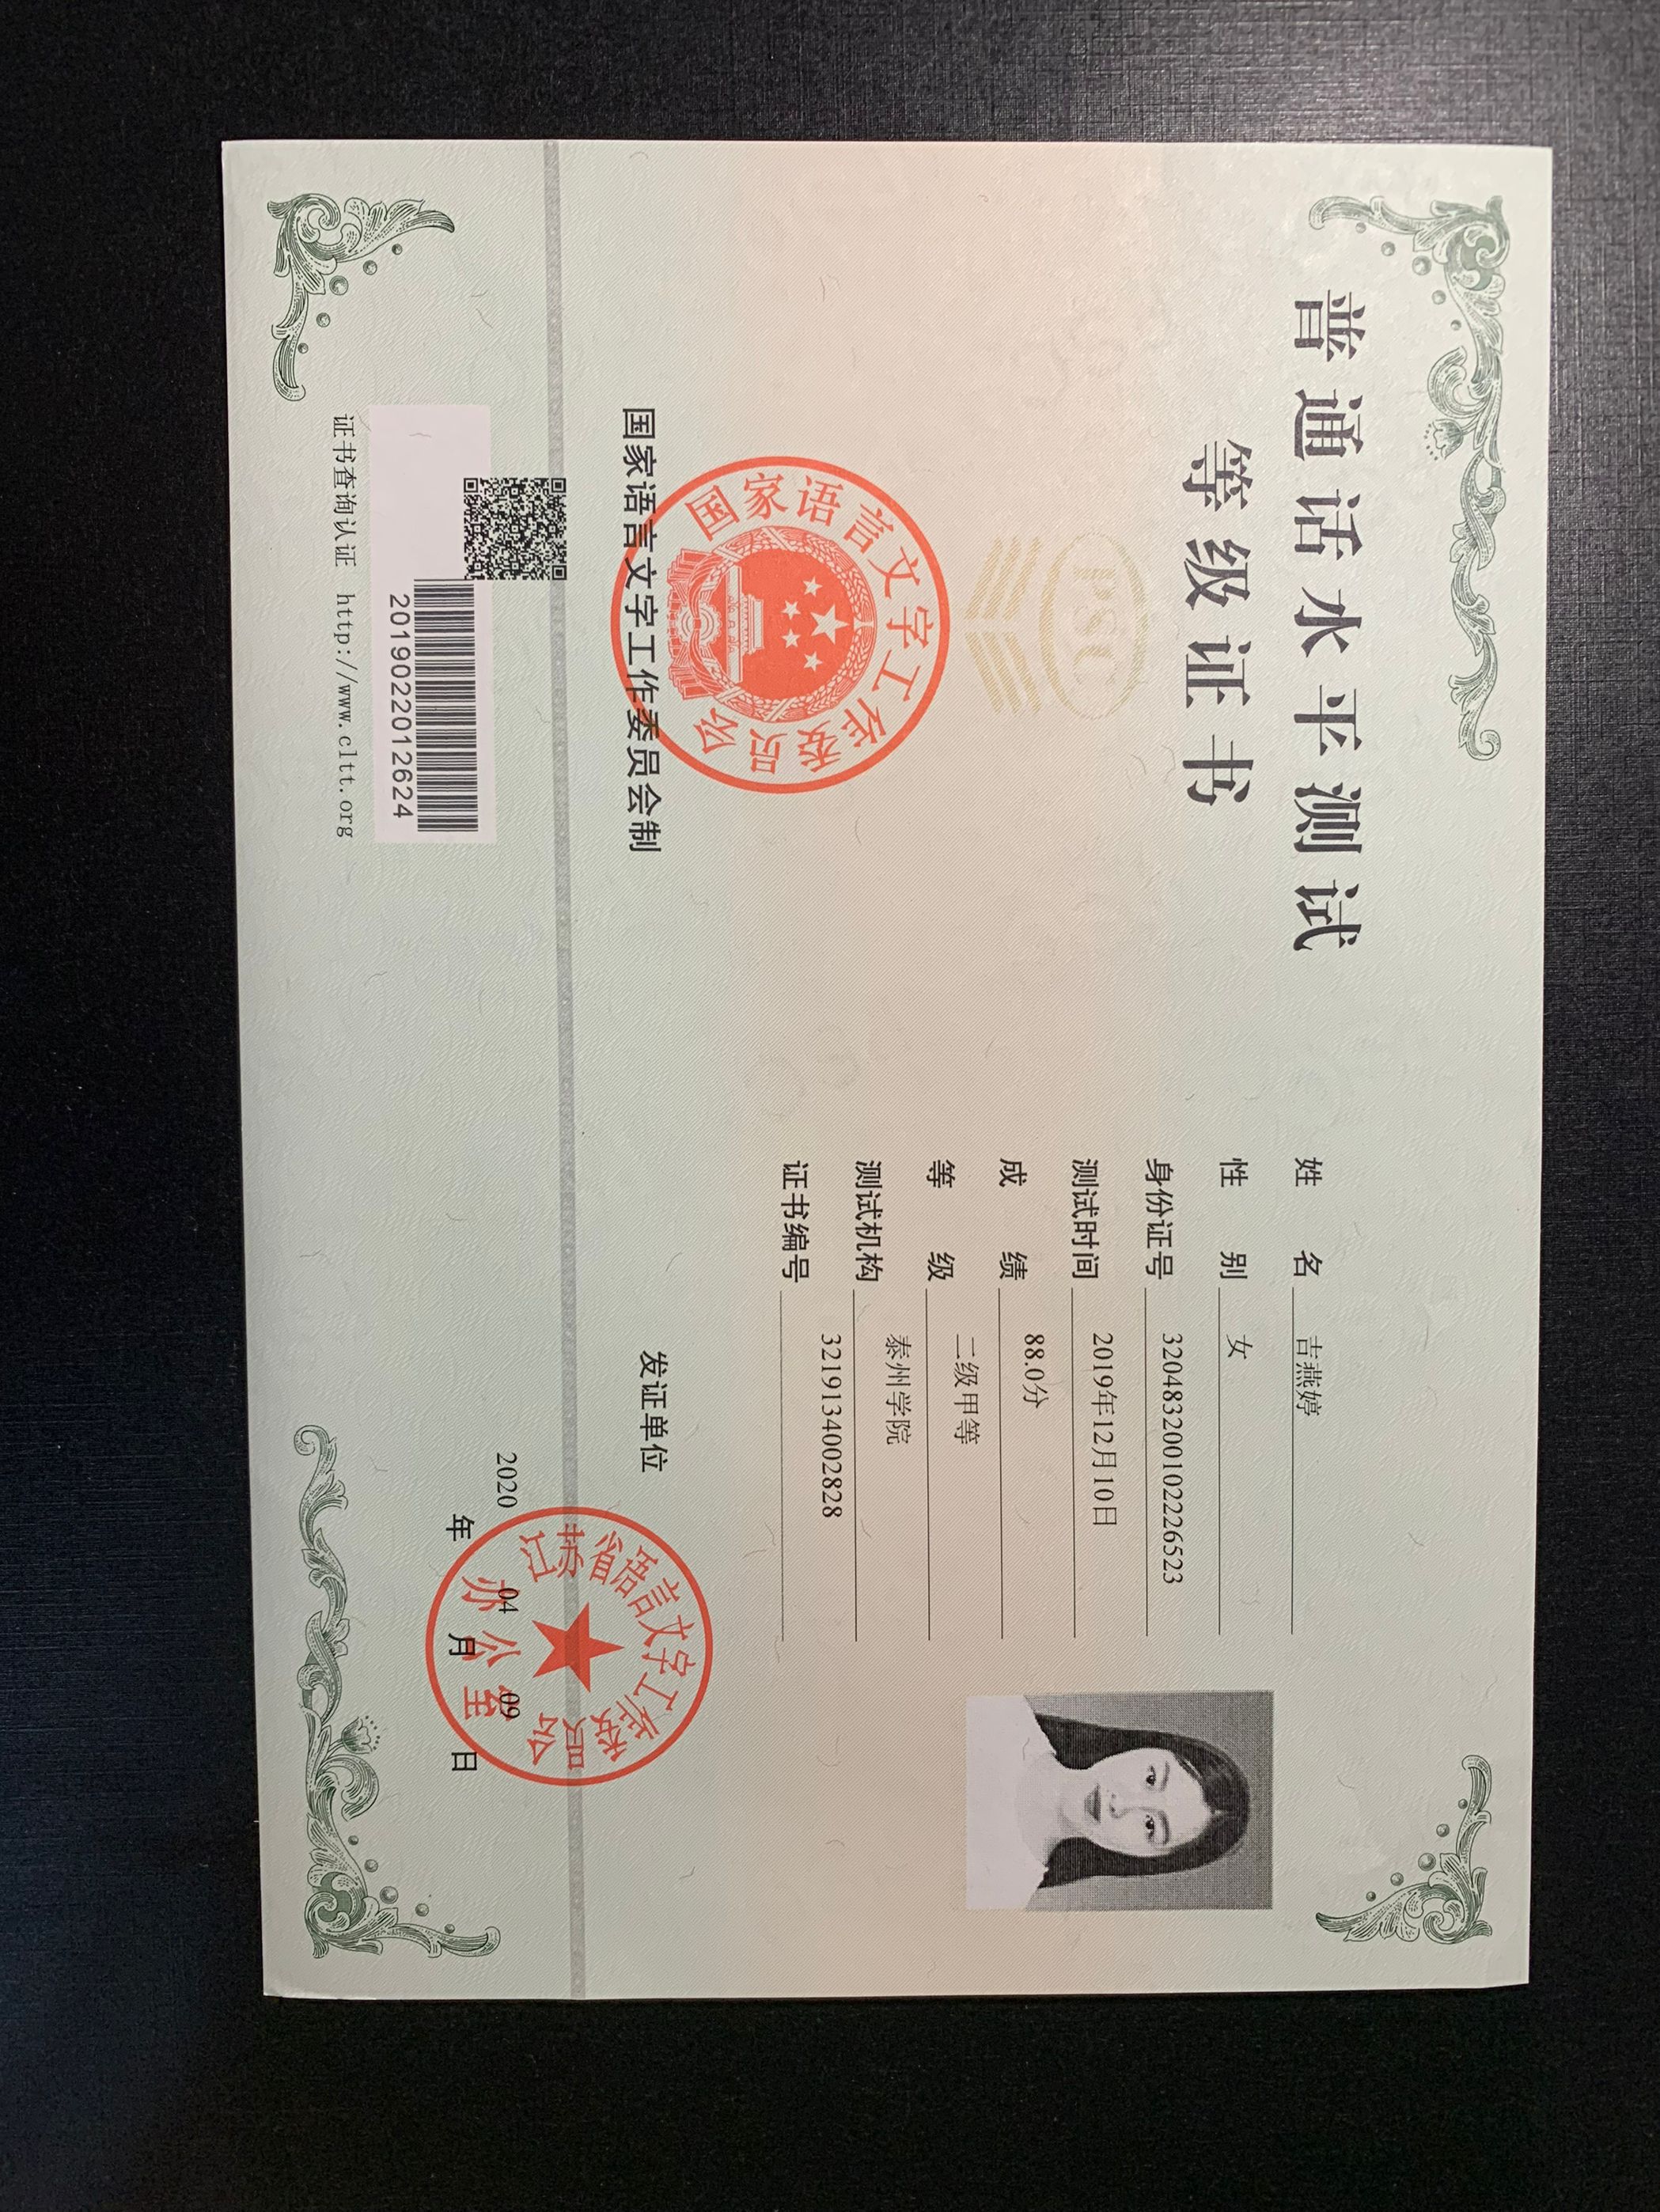 普通话水平测试
等级证书
PSC
国家语言文字工作委员会
国家语言文字工作委员会制
2019022012624
证书查询认证 http://www.cltt.org
姓 名 吉燕婷
性 别 女
身份证号 320483200102226523
测试时间 2019年12月10日
成 绩 88.0分
等 级 二级甲等
测试机构 泰州学院
证书编号 3219134002828
发证单位
江苏省语言文字工作委员会
办公室
2020 年 04 月 09 日